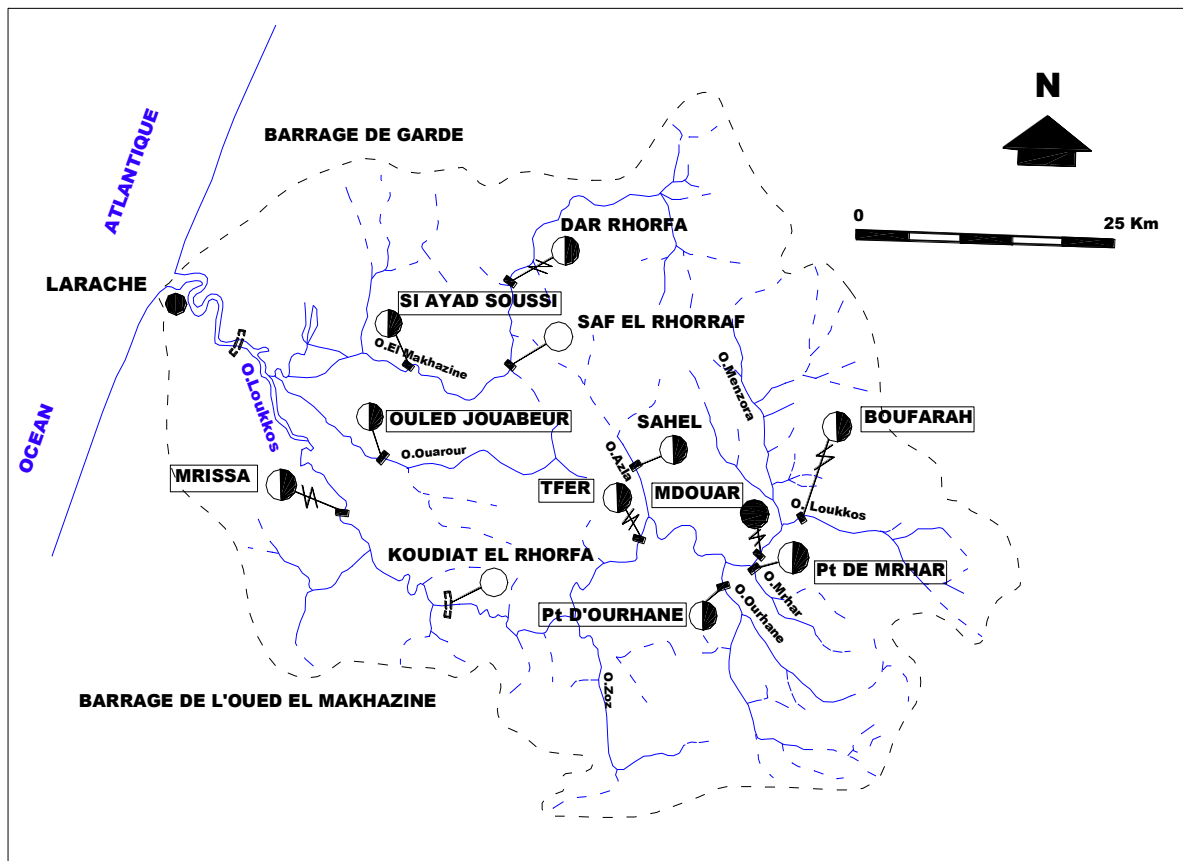 N
ATLANTIQUE
BARRAGE DE GARDE
0
25 Km
DAR RHORFA
LARACHE
SI AYAD SOUSSI
SAF EL RHORRAF
O.El Makhazine
O.Menzora
O.Loukkos
OCEAN
OULED JOUABEUR
SAHEL
BOUFARAH
O.Ouarour
O.Azla
MRISSA
TFER
MDOUAR
O. Loukkos
KOUDIAT EL RHORFA
Pt DE MRHAR
O.Mrhar
Pt D'OURHANE
O.Ourhane
O.Zoz
BARRAGE DE L'OUED EL MAKHAZINE